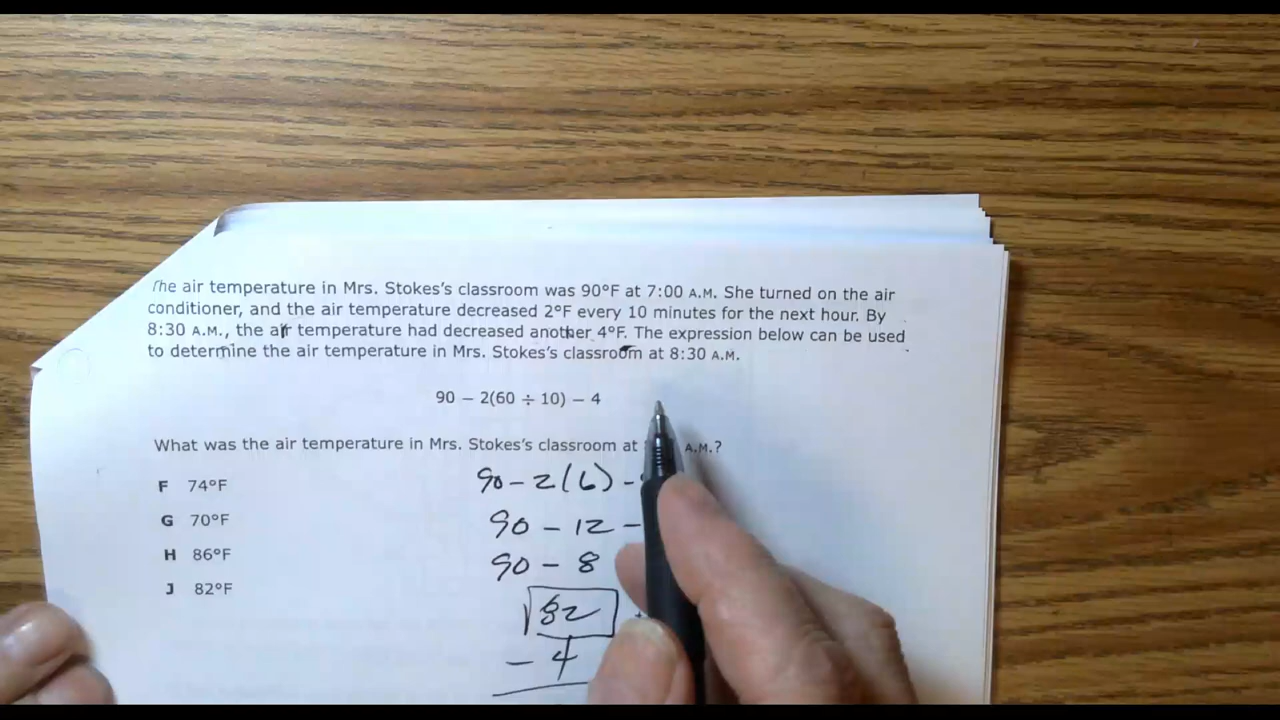 The air temperature in Mrs. Stokes's classroom was 90°F at 7:00 A.M. She turned on the air
conditioner, and the air temperature decreased 2°F every 10 minutes for the next hour. By
8:30 A.M., the air temperature had decreased another 4°F. The expression below can be used
to determine the air temperature in Mrs. Stokes's classroom at 8:30 A.M.
90 − 2(60 ÷ 10) − 4
What was the air temperature in Mrs. Stokes's classroom at A.M.?
F 74°F
G 70°F
H 86°F
J 82°F
90 - 2(6) -
90 - 12 -
90 - 8
82
- 4